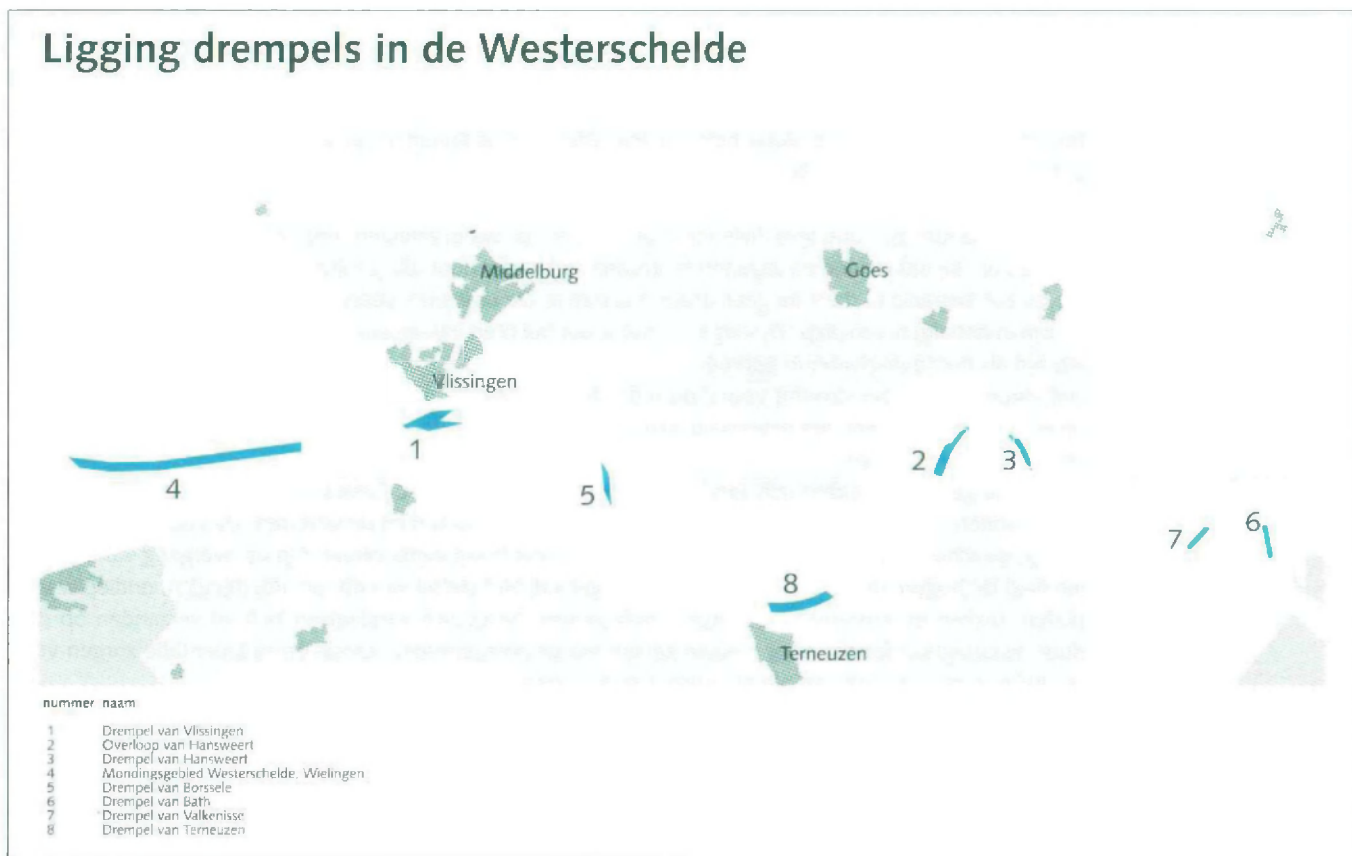 Ligging drempels in de Westerschelde
Middelburg
Goes
Vlissingen
1
2
3
4
5
6
7
8
Terneuzen
nummer naam
1 Drempel van Vlissingen
2 Overloop van Hansweert
3 Drempel van Hansweert
4 Mondingsgebied Westerschelde, Wielingen
5 Drempel van Borssele
6 Drempel van Bath
7 Drempel van Valkenisse
8 Drempel van Terneuzen